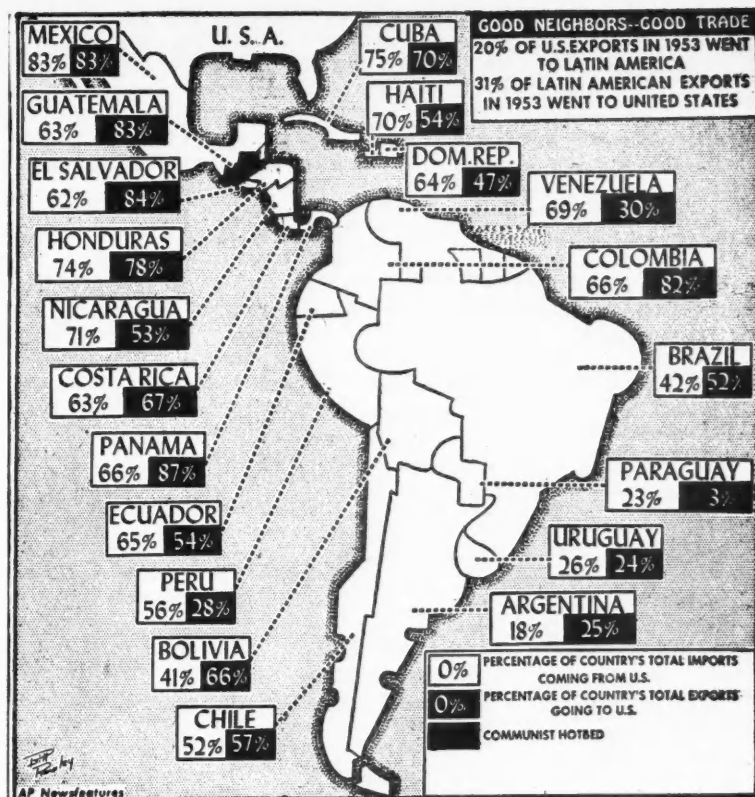 GOOD NEIGHBORS--GOOD TRADE
20% OF U.S.EXPORTS IN 1953 WENT
TO LATIN AMERICA
31% OF LATIN AMERICAN EXPORTS
IN 1953 WENT TO UNITED STATES
U. S. A.
MEXICO
83% 83%
CUBA
75% 70%
GUATEMALA
63% 83%
HAITI
70% 54%
EL SALVADOR
62% 84%
DOM.REP.
64% 47%
VENEZUELA
69% 30%
HONDURAS
74% 78%
COLOMBIA
66% 82%
NICARAGUA
71% 53%
BRAZIL
42% 52%
COSTA RICA
63% 67%
PANAMA
66% 87%
PARAGUAY
23% 3%
ECUADOR
65% 54%
URUGUAY
26% 24%
PERU
56% 28%
ARGENTINA
18% 25%
BOLIVIA
41% 66%
CHILE
52% 57%
0% PERCENTAGE OF COUNTRY'S TOTAL IMPORTS
COMING FROM U.S.
0% PERCENTAGE OF COUNTRY'S TOTAL EXPORTS
GOING TO U.S.
COMMUNIST HOTBED
AP Newsfeatures